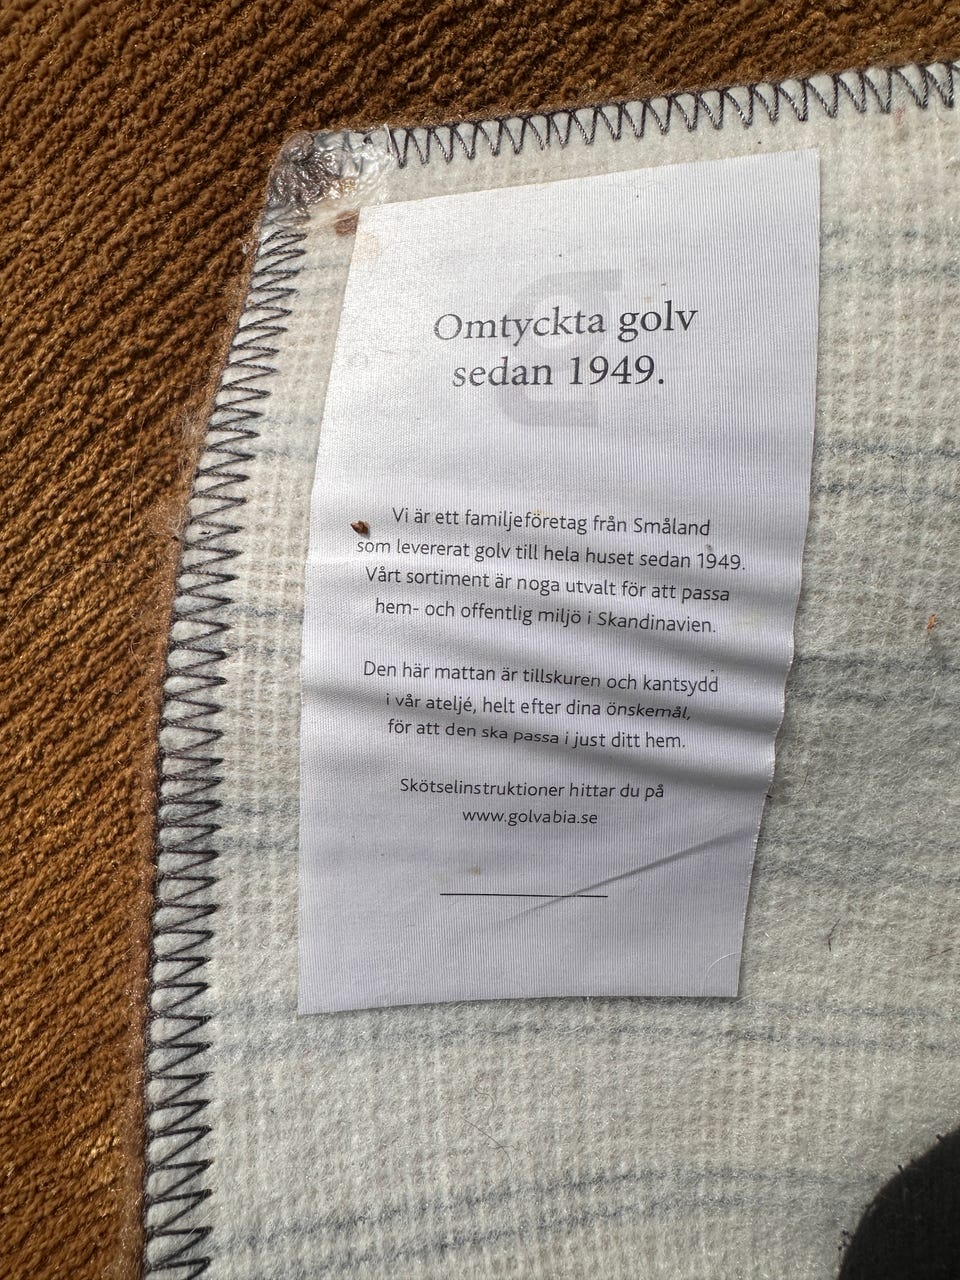 Omtyckta golv
sedan 1949.
Vi är ett familjeföretag från Småland
som levererat golv till hela huset sedan 1949.
Vårt sortiment är noga utvalt för att passa
hem- och offentlig miljö i Skandinavien.
Den här mattan är tillskuren och kantsydd
i vår ateljé, helt efter dina önskemål,
för att den ska passa i just ditt hem.
Skötselinstruktioner hittar du på
www.golvabia.se